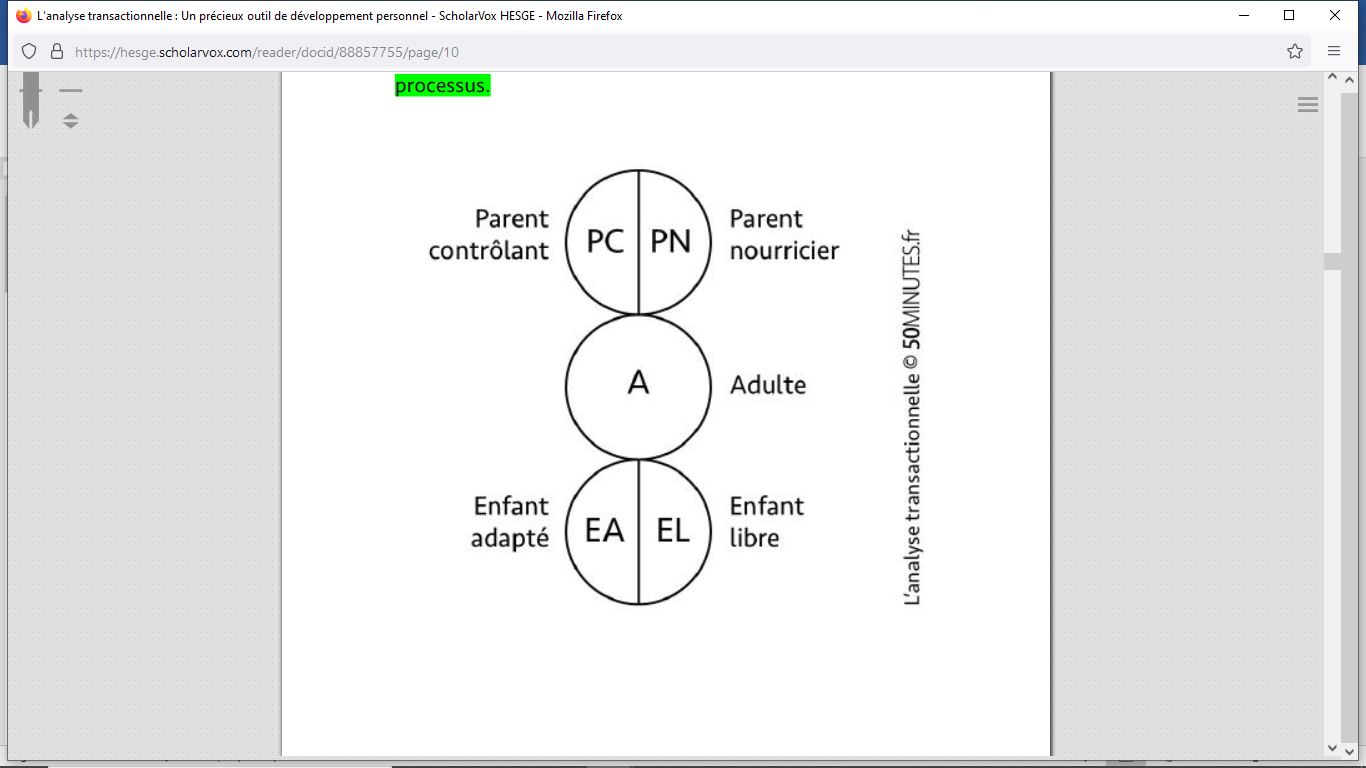 L'analyse transactionnelle : Un précieux outil de développement personnel - ScholarVox HESGE - Mozilla Firefox
https://hesge.scholarvox.com/reader/docid/88857755/page/10
processus.
Parent
contrôlant
PC
PN
Parent
nourricier
A
Adulte
Enfant
adapté
EA
EL
Enfant
libre
L'analyse transactionnelle © 50MINUTES.fr